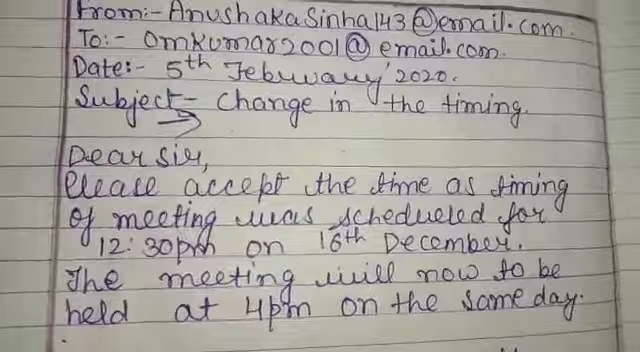 From:- AnushakaSinha143@email.com.
To:- omkumar2001@email.com.
Date:- 5th February' 2020.
Subject- Change in the timing.
Dear Sir,
Please accept the time as timing
of meeting was scheduled for
12:30pm on 16th December.
The meeting will now to be
held at 4pm on the same day.